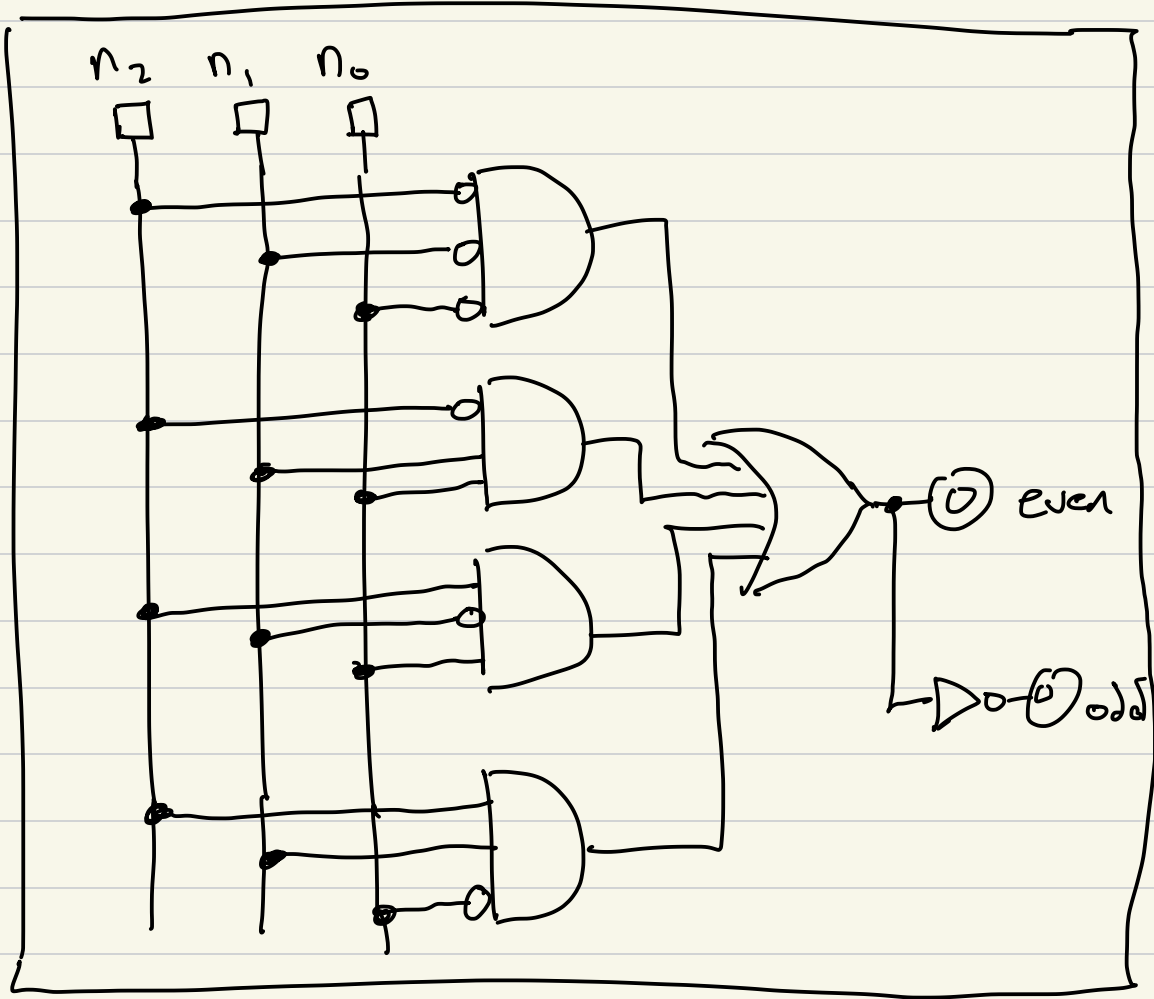 n₂ n₁ n₀
even
odd